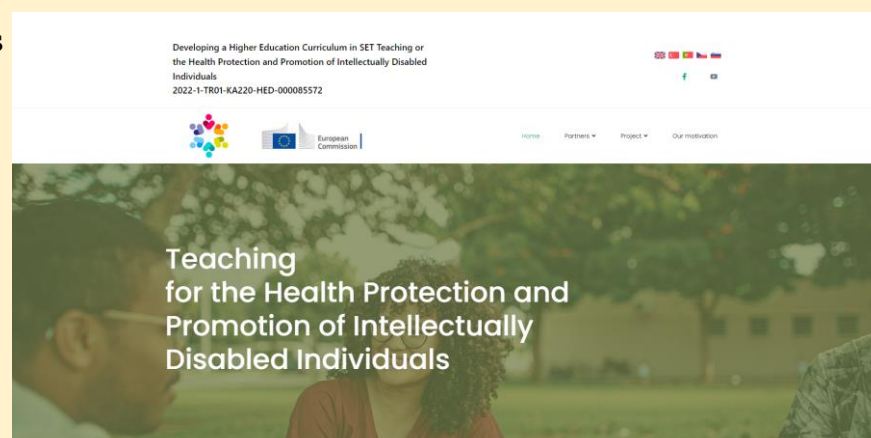 s
Developing a Higher Education Curriculum in SET Teaching or
the Health Protection and Promotion of Intellectually Disabled
Individuals
2022-1-TR01-KA220-HED-000085572
European
Commission
Home Partners Project Our motivation
Teaching
for the Health Protection and
Promotion of Intellectually
Disabled Individuals